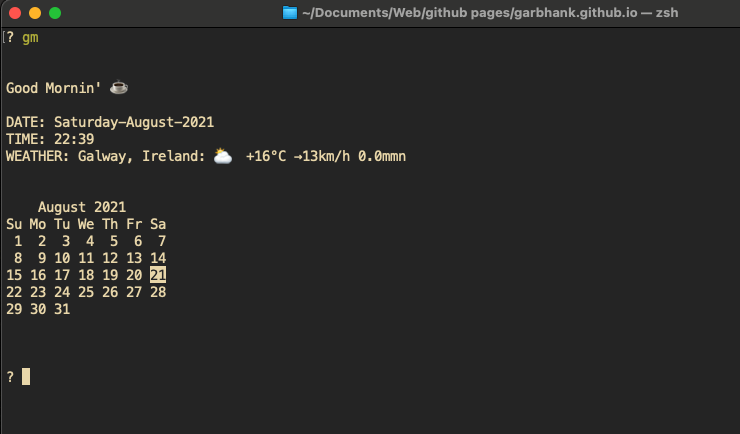 ~/Documents/Web/github pages/garbhank.github.io — zsh
[? gm
Good Mornin' ☕
DATE: Saturday-August-2021
TIME: 22:39
WEATHER: Galway, Ireland: ⛅ +16°C →13km/h 0.0mmn
August 2021
Su Mo Tu We Th Fr Sa
1 2 3 4 5 6 7
8 9 10 11 12 13 14
15 16 17 18 19 20 21
22 23 24 25 26 27 28
29 30 31
?